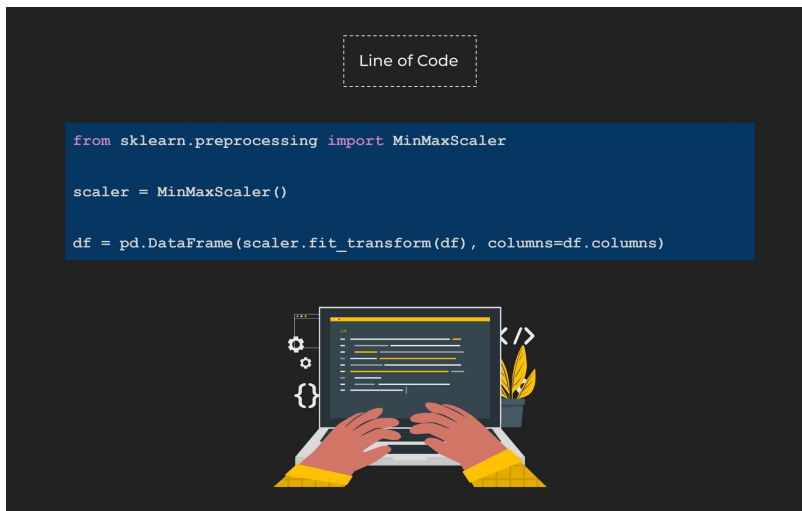 Line of Code
from sklearn.preprocessing import MinMaxScaler
scaler = MinMaxScaler()
df = pd.DataFrame(scaler.fit_transform(df), columns=df.columns)
</>
{}